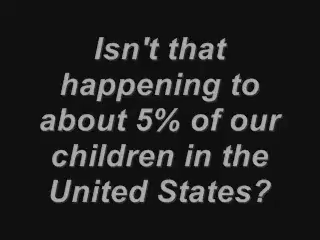 Isn't that
happening to
about 5% of our
children in the
United States?